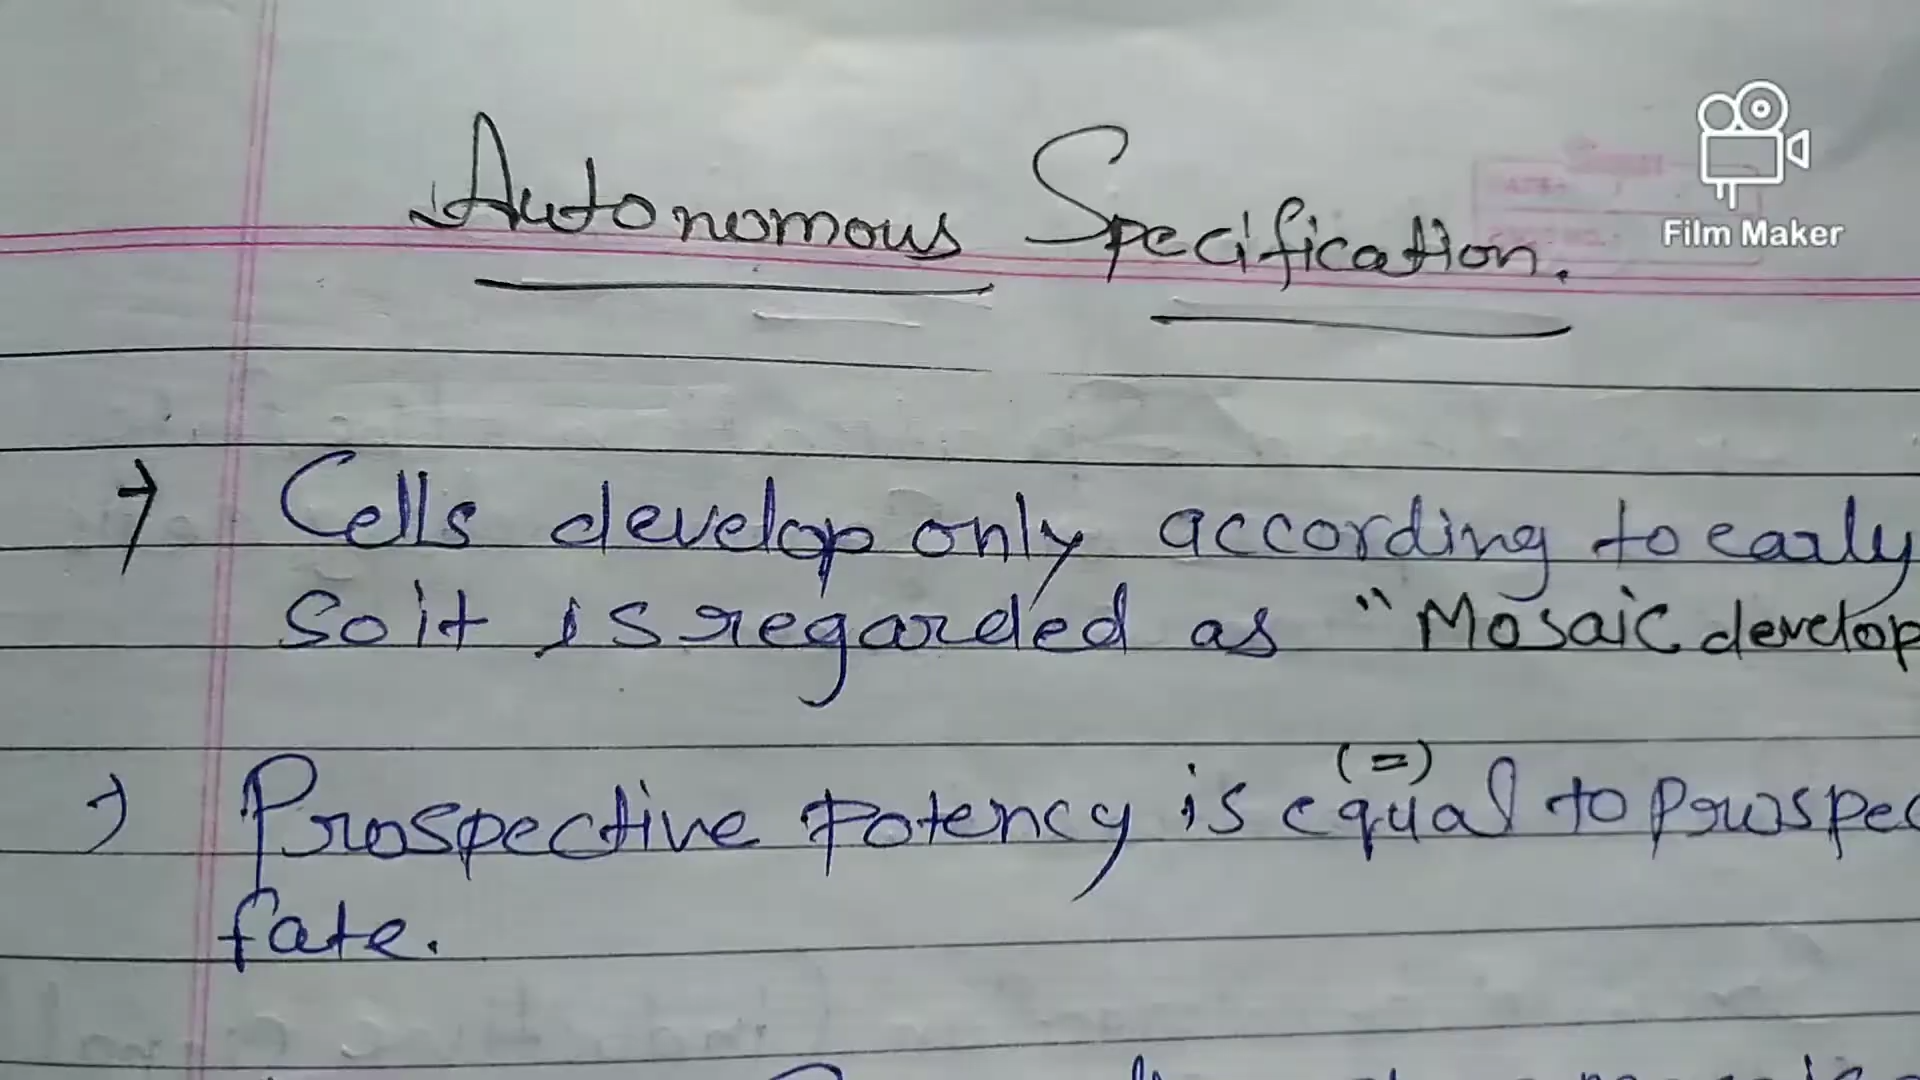 Autonomous Specification.
Film Maker
→ Cells develop only according to early
so it is regarded as "Mosaic develop
→ Prospective potency is equal to prospec
(=)
fate.